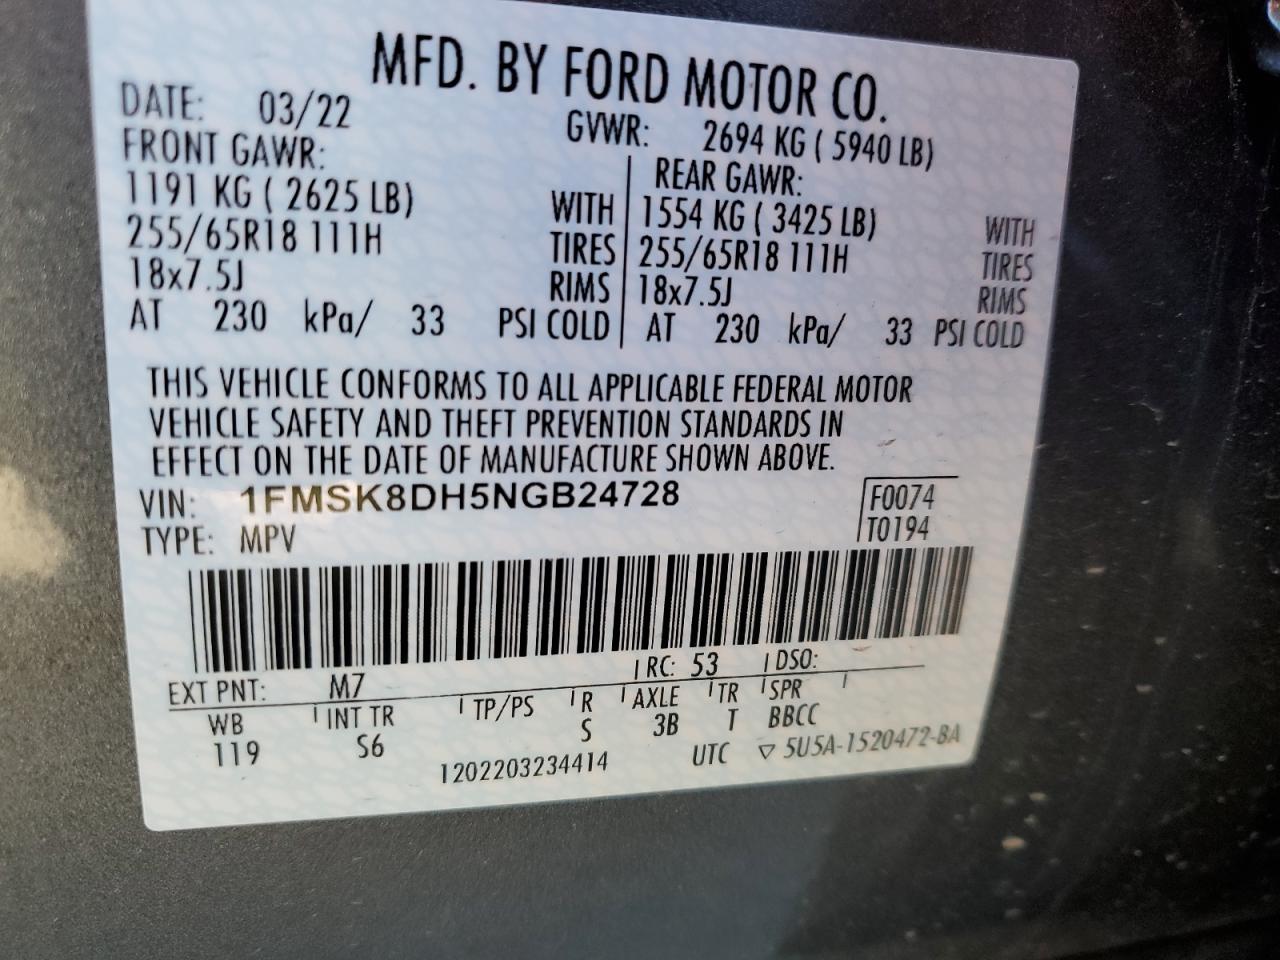 MFD. BY FORD MOTOR CO.
DATE: 03/22 GVWR: 2694 KG ( 5940 LB)
FRONT GAWR: REAR GAWR:
1191 KG ( 2625 LB) WITH 1554 KG ( 3425 LB) WITH
255/65R18 111H TIRES 255/65R18 111H TIRES
18x7.5J RIMS 18x7.5J RIMS
AT 230 kPa/ 33 PSI COLD AT 230 kPa/ 33 PSI COLD
THIS VEHICLE CONFORMS TO ALL APPLICABLE FEDERAL MOTOR
VEHICLE SAFETY AND THEFT PREVENTION STANDARDS IN
EFFECT ON THE DATE OF MANUFACTURE SHOWN ABOVE.
VIN: 1FMSK8DH5NGB24728 F0074
TYPE: MPV T0194
EXT PNT: M7 RC: 53 DSO:
WB INT TR TP/PS R AXLE TR SPR
119 S6 S 3B T BBCC
1202203234414 UTC ▽ 5U5A-1520472-BA